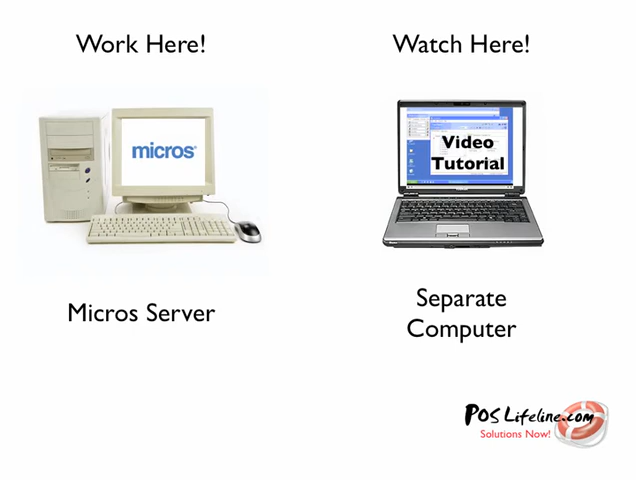 Work Here!
Watch Here!
micros
Video
Tutorial
Micros Server
Separate
Computer
POS Lifeline.com
Solutions Now!